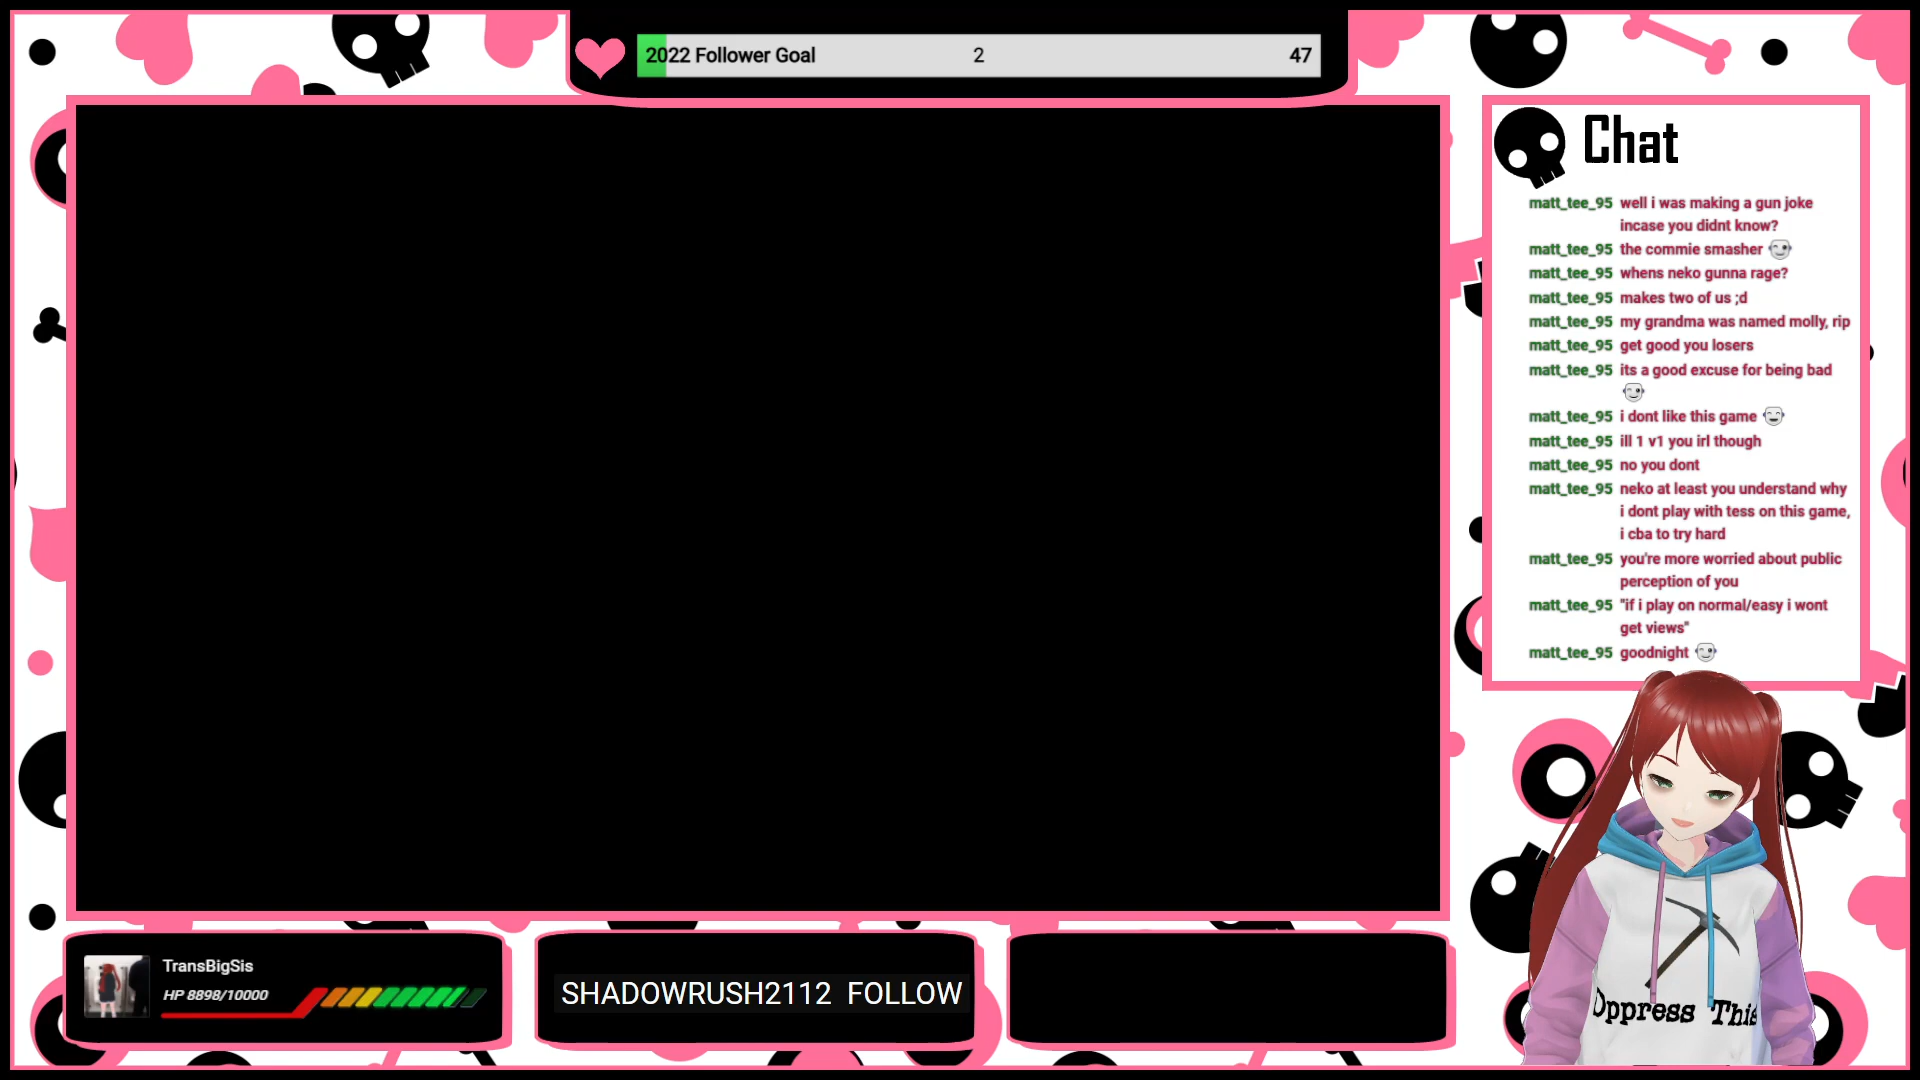 2022 Follower Goal 2 47
Chat
matt_tee_95 well i was making a gun joke
incase you didnt know?
matt_tee_95 the commie smasher
matt_tee_95 whens neko gunna rage?
matt_tee_95 makes two of us ;d
matt_tee_95 my grandma was named molly, rip
matt_tee_95 get good you losers
matt_tee_95 its a good excuse for being bad
matt_tee_95 i dont like this game
matt_tee_95 ill 1 v1 you irl though
matt_tee_95 no you dont
matt_tee_95 neko at least you understand why
i dont play with tess on this game,
i cba to try hard
matt_tee_95 you're more worried about public
perception of you
matt_tee_95 "if i play on normal/easy i wont
get views"
matt_tee_95 goodnight
TransBigSis
HP 8898/10000
SHADOWRUSH2112 FOLLOW
Oppress This